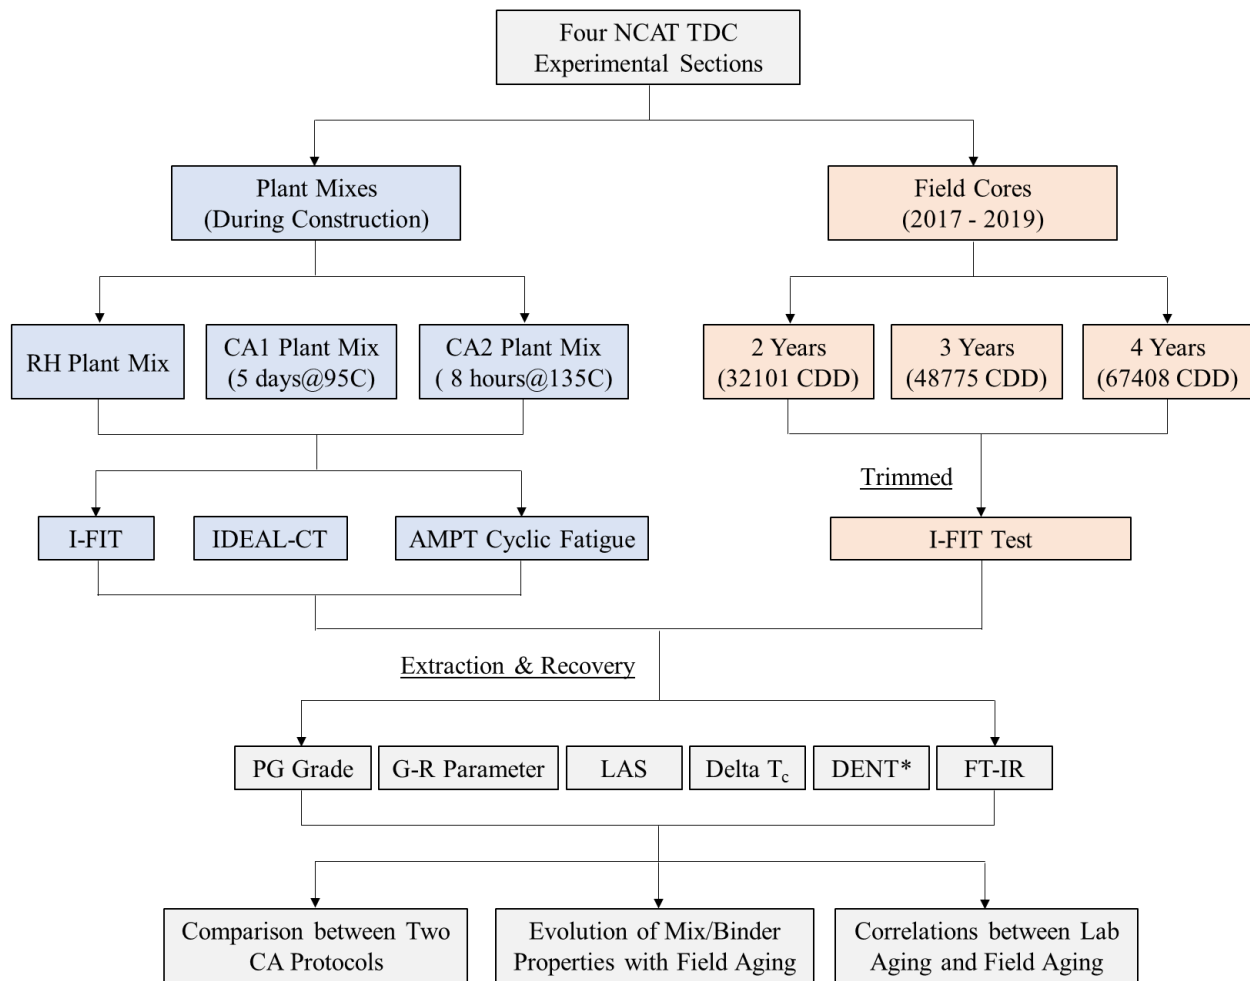 Four NCAT TDC
Experimental Sections
Plant Mixes
(During Construction)
Field Cores
(2017 - 2019)
RH Plant Mix
CA1 Plant Mix
(5 days@95C)
CA2 Plant Mix
( 8 hours@135C)
2 Years
(32101 CDD)
3 Years
(48775 CDD)
4 Years
(67408 CDD)
Trimmed
I-FIT
IDEAL-CT
AMPT Cyclic Fatigue
I-FIT Test
Extraction & Recovery
PG Grade
G-R Parameter
LAS
Delta Tc
DENT*
FT-IR
Comparison between Two
CA Protocols
Evolution of Mix/Binder
Properties with Field Aging
Correlations between Lab
Aging and Field Aging